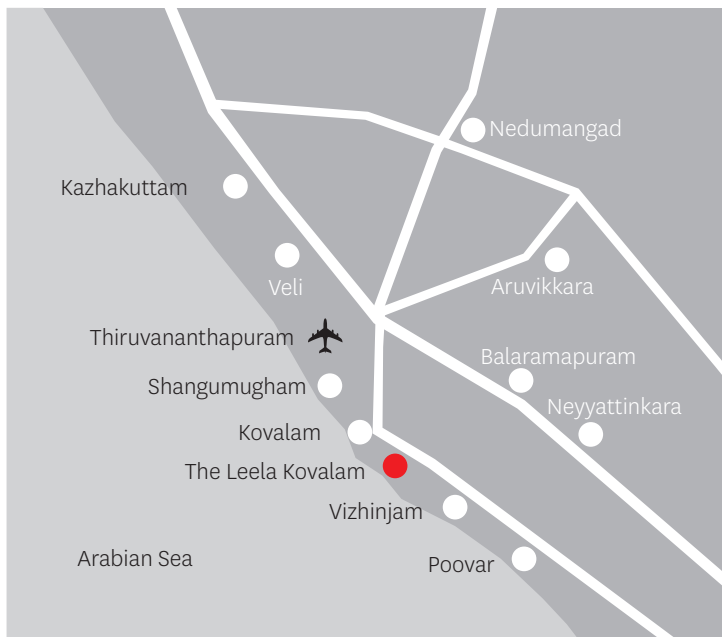 Nedumangad
Kazhakuttam
Veli
Aruvikkara
Thiruvananthapuram
Balaramapuram
Shangumugham
Neyyattinkara
Kovalam
The Leela Kovalam
Vizhinjam
Arabian Sea
Poovar